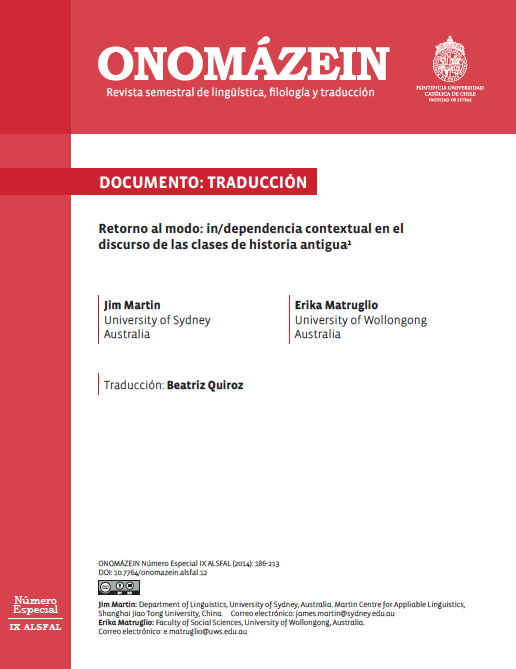 ONOMÁZEIN
Revista semestral de lingüística, filología y traducción
PONTIFICIA UNIVERSIDAD
CATÓLICA DE CHILE
FACULTAD DE LETRAS
DOCUMENTO: TRADUCCIÓN
Retorno al modo: in/dependencia contextual en el
discurso de las clases de historia antigua¹
Jim Martin
University of Sydney
Australia
Erika Matruglio
University of Wollongong
Australia
Traducción: Beatriz Quiroz
ONOMÁZEIN Número Especial IX ALSFAL (2014): 186-213
DOI: 10.7764/onomazein.alsfal.12
cc BY NC
Jim Martin: Department of Linguistics, University of Sydney, Australia. Martin Centre for Appliable Linguistics,
Shanghai Jiao Tong University, China. Correo electrónico: james.martin@sydney.edu.au
Erika Matruglio: Faculty of Social Sciences, University of Wollongong, Australia.
Correo electrónico: e.matruglio@uws.edu.au
Número
Especial
IX ALSFAL